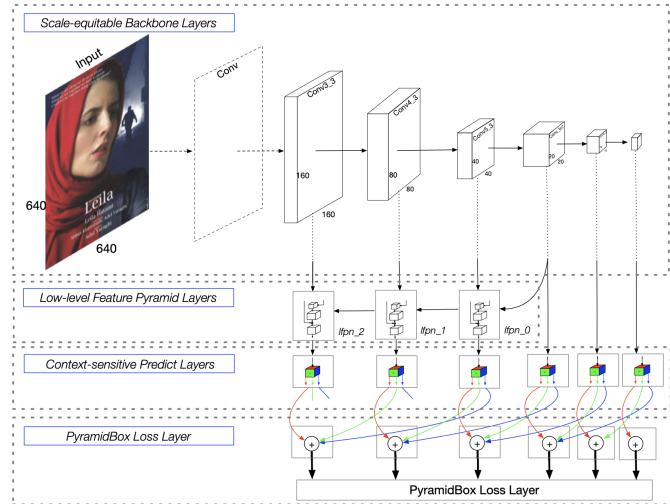 Scale-equitable Backbone Layers
Input
Conv
Conv3_3
Conv4_3
Conv5_3
160
160
80
80
40
40
20
20
Leila
640
640
Low-level Feature Pyramid Layers
lfpn_2
lfpn_1
lfpn_0
Context-sensitive Predict Layers
PyramidBox Loss Layer
PyramidBox Loss Layer